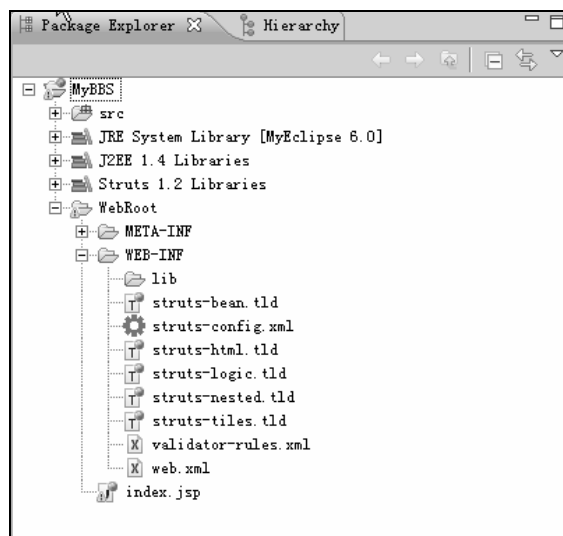 Package Explorer Hierarchy
MyBBS
src
JRE System Library [MyEclipse 6.0]
J2EE 1.4 Libraries
Struts 1.2 Libraries
WebRoot
META-INF
WEB-INF
lib
struts-bean.tld
struts-config.xml
struts-html.tld
struts-logic.tld
struts-nested.tld
struts-tiles.tld
validator-rules.xml
web.xml
index.jsp